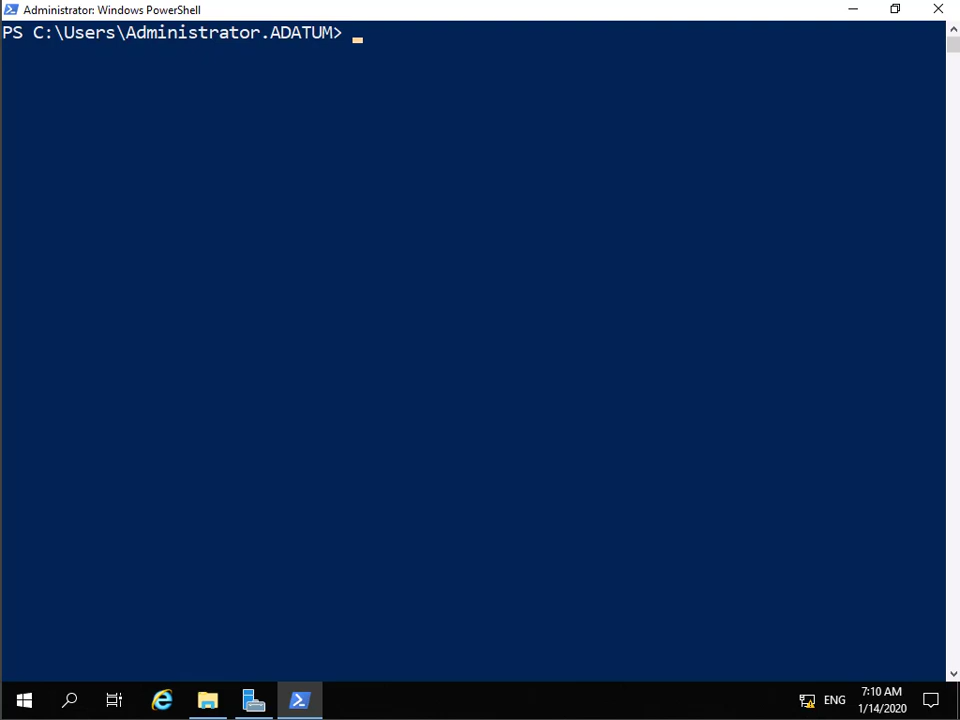 Administrator: Windows PowerShell
PS C:\Users\Administrator.ADATUM>
ENG
7:10 AM
1/14/2020